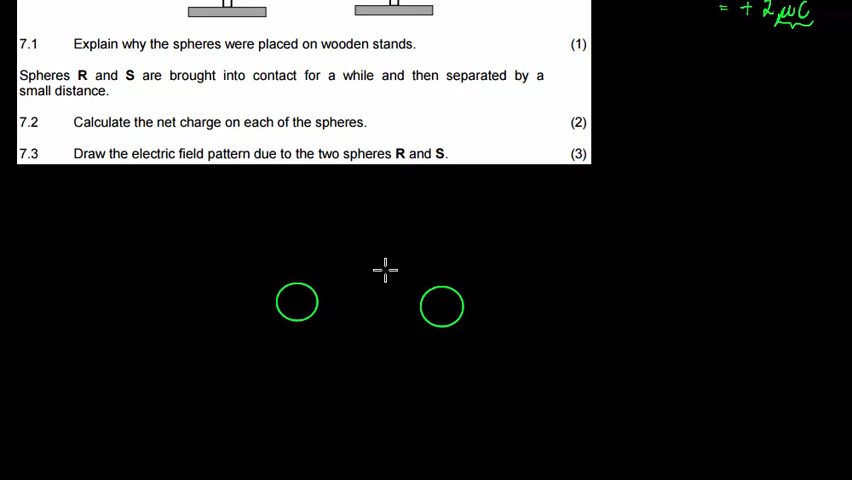 = + 2 μC
7.1 Explain why the spheres were placed on wooden stands. (1)
Spheres R and S are brought into contact for a while and then separated by a
small distance.
7.2 Calculate the net charge on each of the spheres. (2)
7.3 Draw the electric field pattern due to the two spheres R and S. (3)